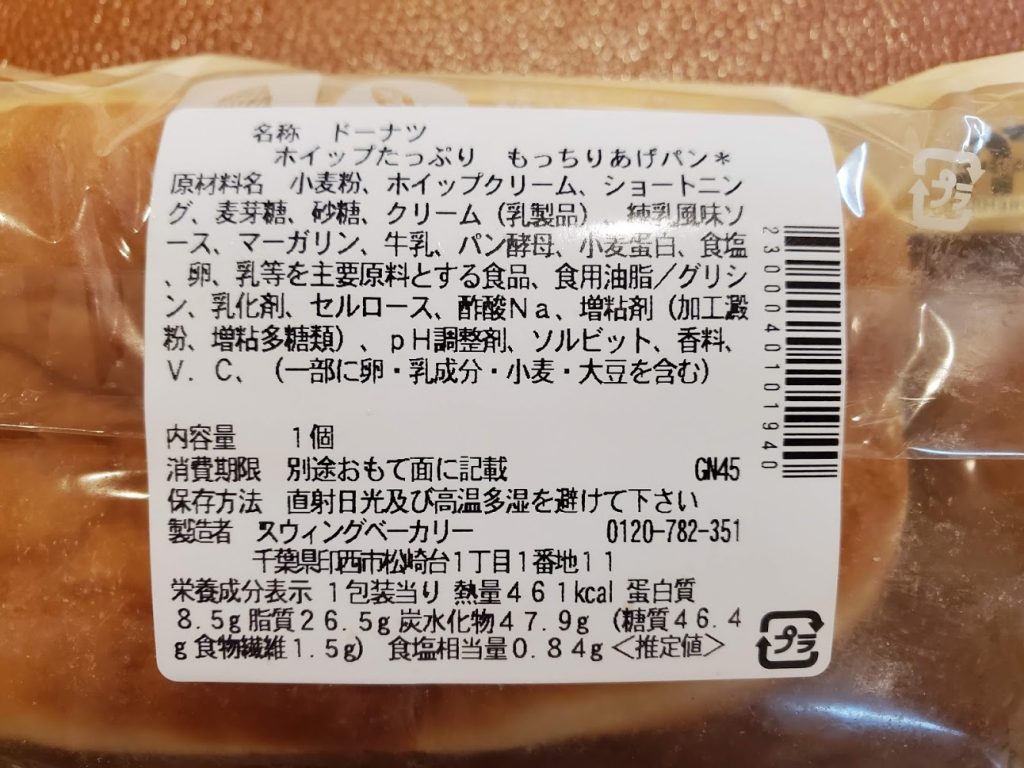 名称　ドーナツ
ホイップたっぷり　もっちりあげパン＊
原材料名　小麦粉、ホイップクリーム、ショートニン
グ、麦芽糖、砂糖、クリーム（乳製品）、練乳風味ソ
ース、マーガリン、牛乳、パン酵母、小麦蛋白、食塩
、卵、乳等を主要原料とする食品、食用油脂／グリシ
ン、乳化剤、セルロース、酢酸Ｎａ、増粘剤（加工澱
粉、増粘多糖類）、ｐＨ調整剤、ソルビット、香料、
Ｖ．Ｃ、（一部に卵・乳成分・小麦・大豆を含む）
内容量　１個
消費期限　別途おもて面に記載　GN45
保存方法　直射日光及び高温多湿を避けて下さい
製造者　スウィングベーカリー　0120-782-351
千葉県印西市松崎台１丁目１番地１１
栄養成分表示　１包装当り　熱量４６１kcal　蛋白質
８.５g 脂質２６.５g 炭水化物４７.９g （糖質４６.４
g 食物繊維１.５g）　食塩相当量０.８４g＜推定値＞
2300040101940
プラ
プラ